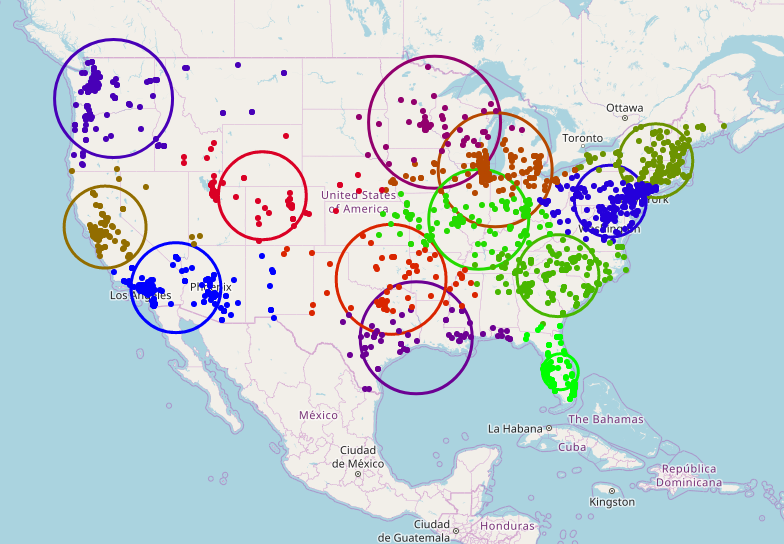 Ottawa
Toronto
United States
of America
York
Washington
Phoenix
Los Angeles
México
Ciudad
de México
La Habana
The Bahamas
Cuba
República
Dominicana
Kingston
Ciudad
de Guatemala
Honduras